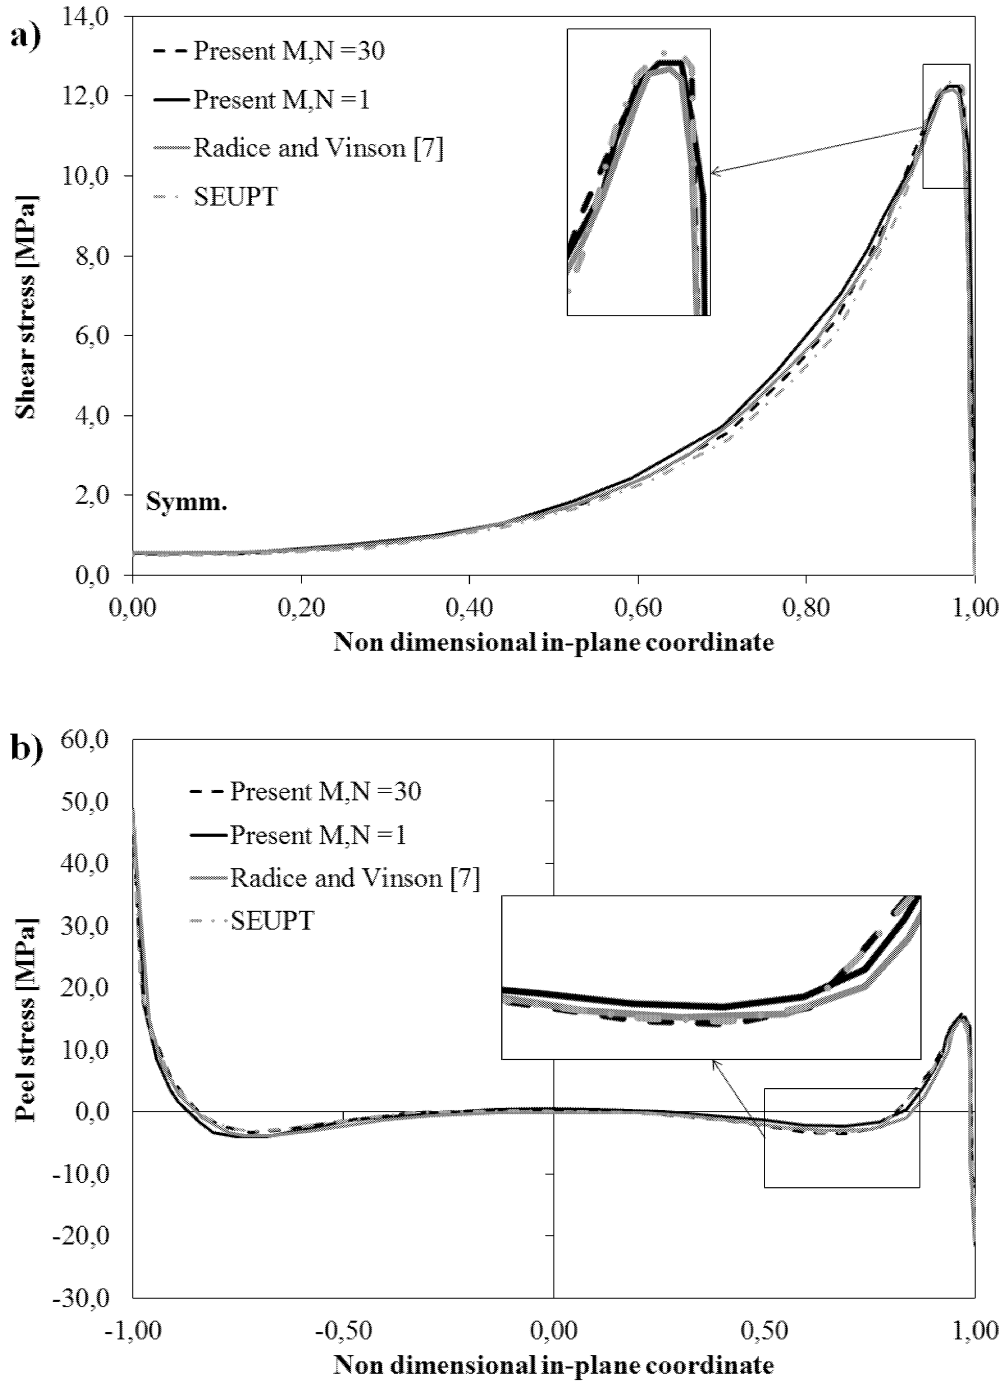 a)
Shear stress [MPa]
14,0
12,0
10,0
8,0
6,0
4,0
2,0
0,0
Present M,N =30
Present M,N =1
Radice and Vinson [7]
SEUPT
Symm.
0,00 0,20 0,40 0,60 0,80 1,00
Non dimensional in-plane coordinate
b)
Peel stress [MPa]
60,0
50,0
40,0
30,0
20,0
10,0
0,0
-10,0
-20,0
-30,0
Present M,N =30
Present M,N =1
Radice and Vinson [7]
SEUPT
-1,00 -0,50 0,00 0,50 1,00
Non dimensional in-plane coordinate